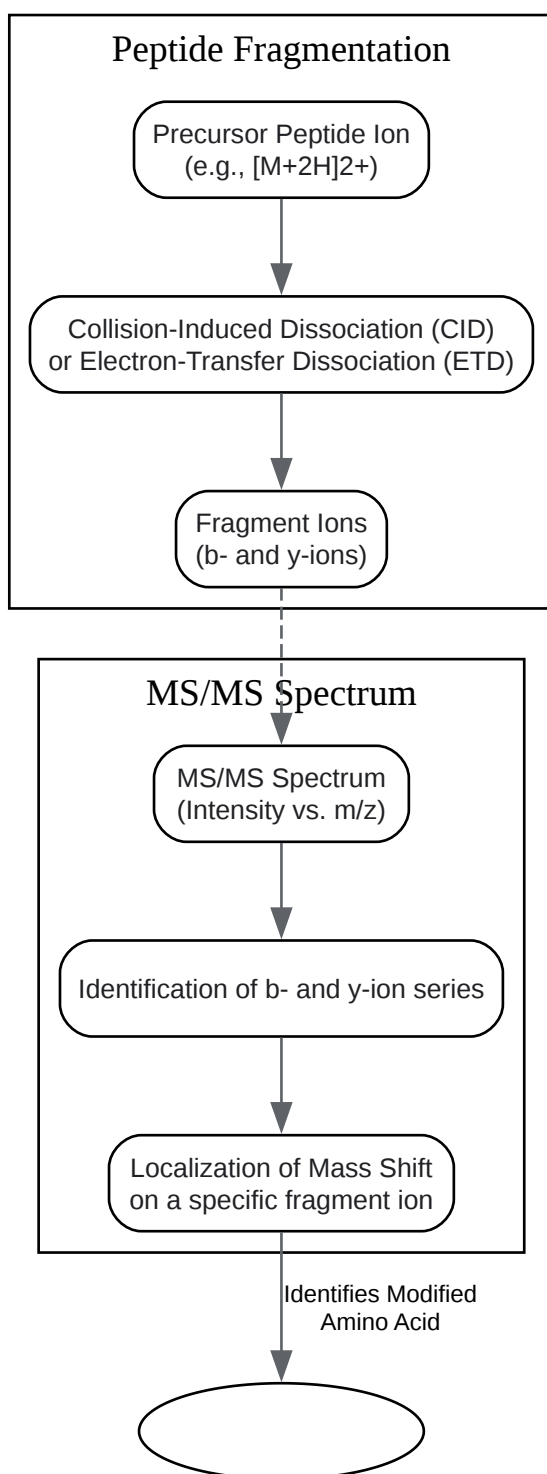 Peptide Fragmentation
Precursor Peptide Ion
(e.g., [M+2H]2+)
Collision-Induced Dissociation (CID)
or Electron-Transfer Dissociation (ETD)
Fragment Ions
(b- and y-ions)
MS/MS Spectrum
MS/MS Spectrum
(Intensity vs. m/z)
Identification of b- and y-ion series
Localization of Mass Shift
on a specific fragment ion
Identifies Modified
Amino Acid